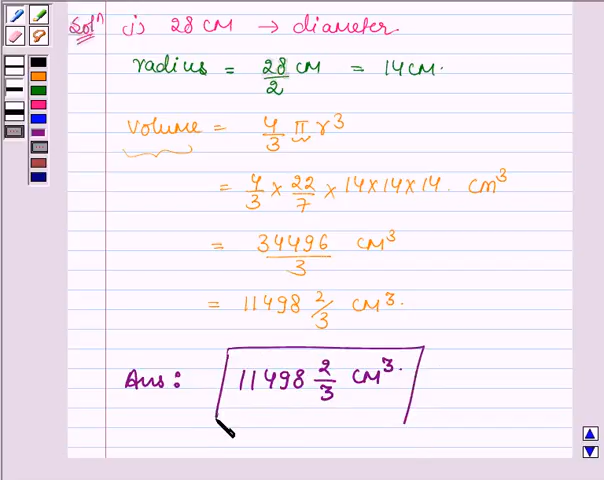 Solⁿ i) 28 CM → diameter
radius = 28/2 CM = 14 CM.
Volume = 4/3 π r³
= 4/3 × 22/7 × 14×14×14. CM³
= 34496/3 CM³
= 11498 2/3 CM³.
Ans: 11498 2/3 CM³.